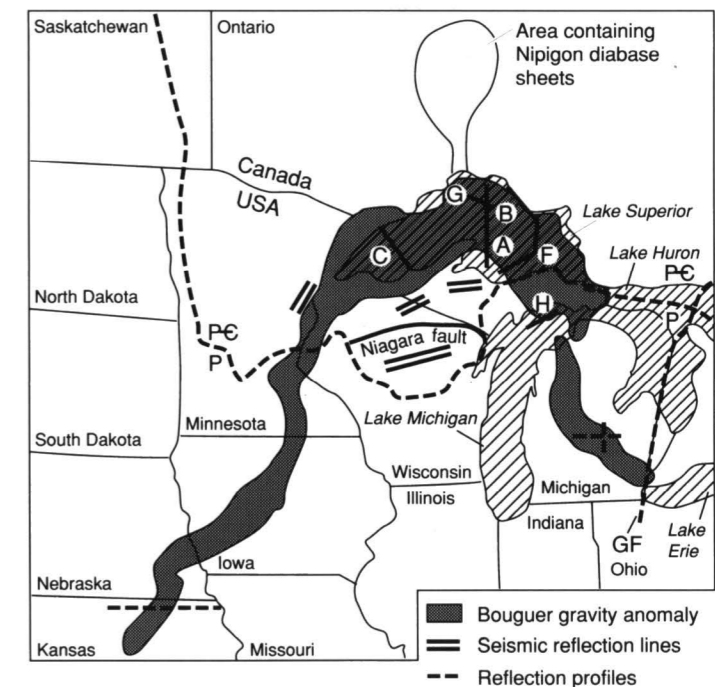 Saskatchewan
Ontario
Area containing
Nipigon diabase
sheets
Canada
USA
G
B
A
C
F
H
Lake Superior
Lake Huron
P-C
P
North Dakota
P-C
P
Niagara fault
Minnesota
Lake Michigan
South Dakota
Wisconsin
Illinois
Michigan
Indiana
Lake
Erie
GF
Ohio
Iowa
Nebraska
Kansas
Missouri
Bouguer gravity anomaly
Seismic reflection lines
Reflection profiles